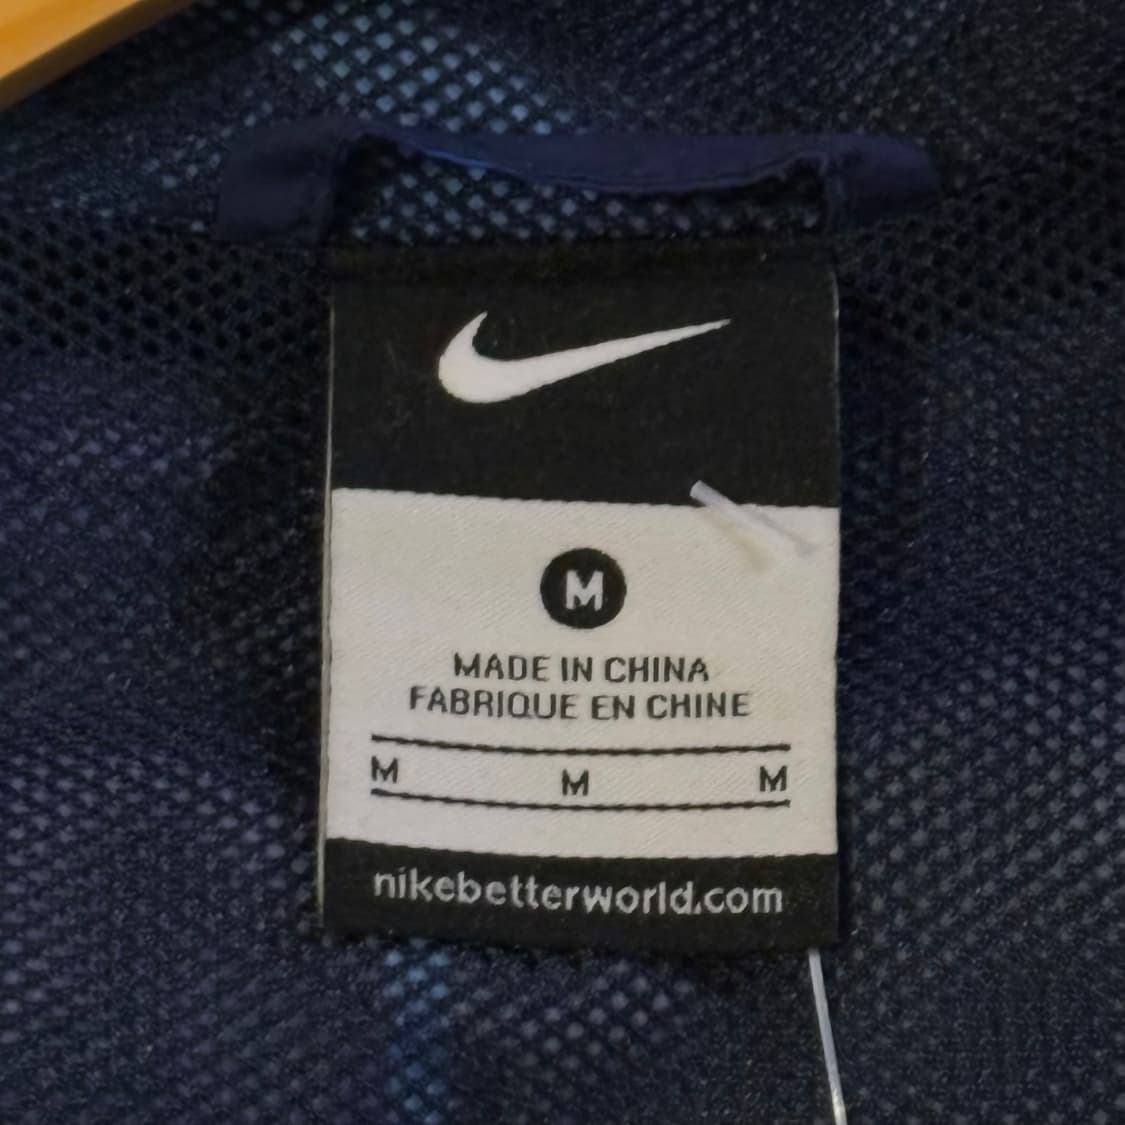 M
MADE IN CHINA
FABRIQUE EN CHINE
M M M
nikebetterworld.com